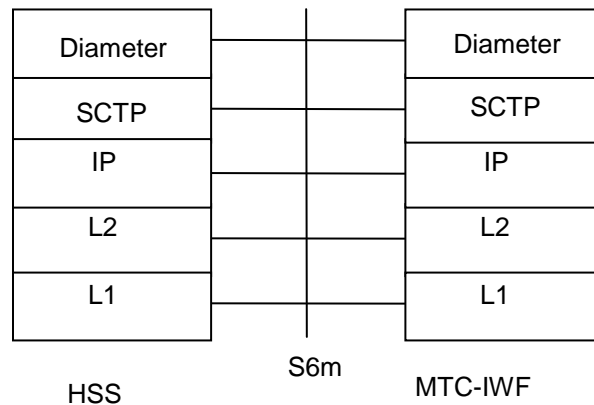 Diameter
Diameter
SCTP
SCTP
IP
IP
L2
L2
L1
L1
S6m
HSS
MTC-IWF